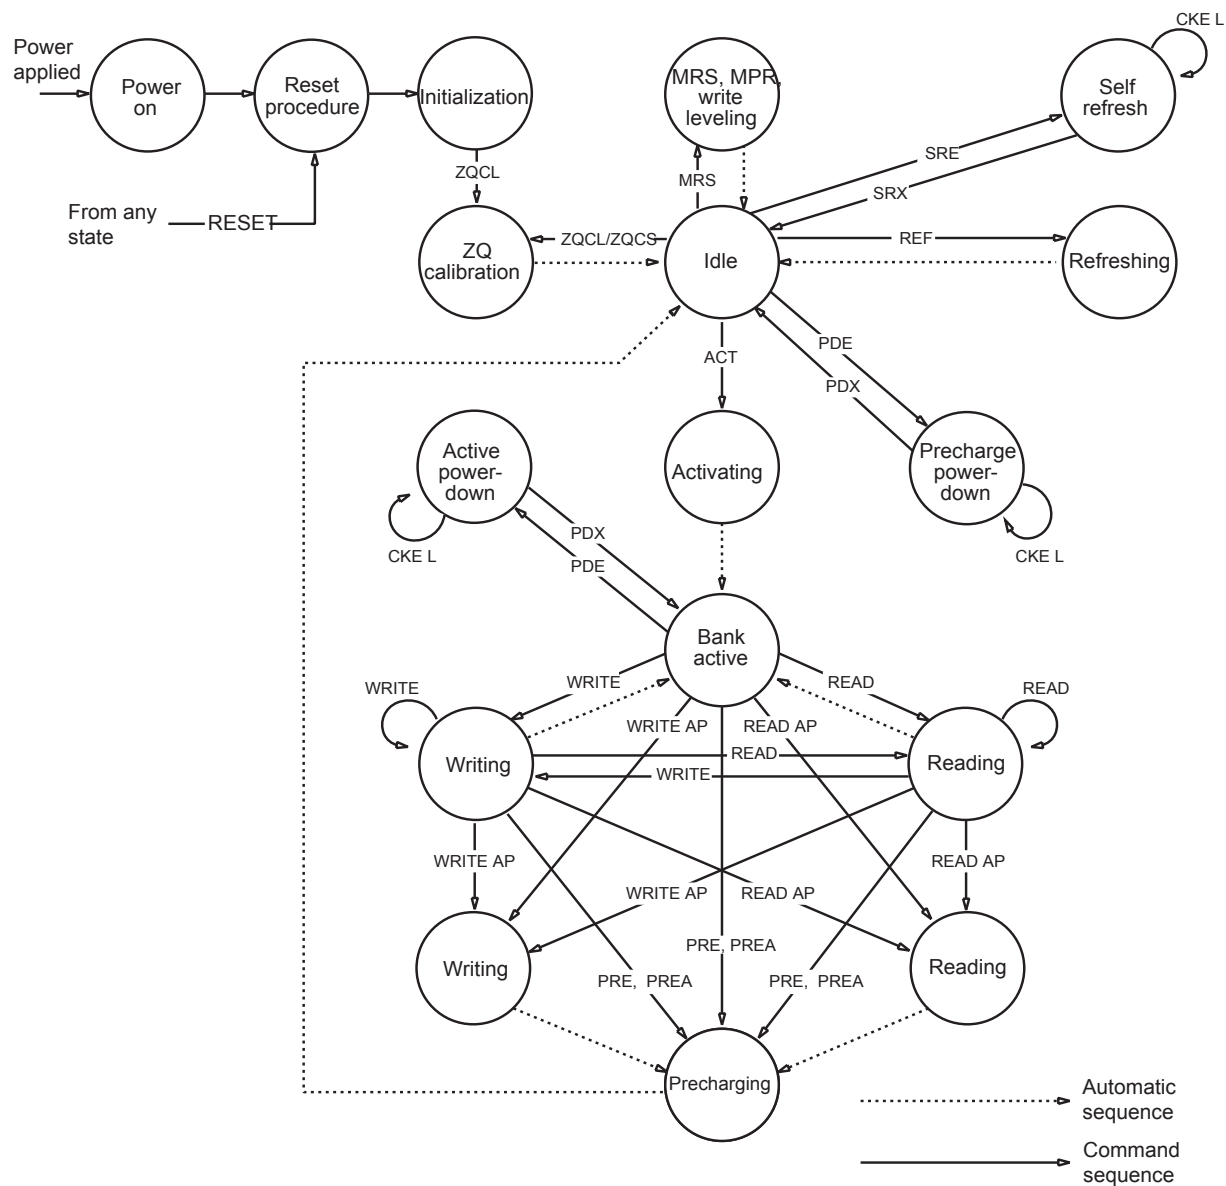 CKE L
Power
applied
Power
on
Reset
procedure
Initialization
MRS, MPR,
write
leveling
Self
refresh
ZQCL
MRS
SRE
SRX
From any
state
RESET
ZQ
calibration
ZQCL/ZQCS
Idle
REF
Refreshing
ACT
PDE
PDX
Active
power-
down
Activating
Precharge
power-
down
PDX
PDE
CKE L
CKE L
Bank
active
WRITE
WRITE
READ
READ
WRITE AP
READ AP
Writing
READ
WRITE
Reading
WRITE AP
READ AP
WRITE AP
READ AP
PRE, PREA
Writing
Reading
PRE, PREA
PRE, PREA
Precharging
Automatic
sequence
Command
sequence